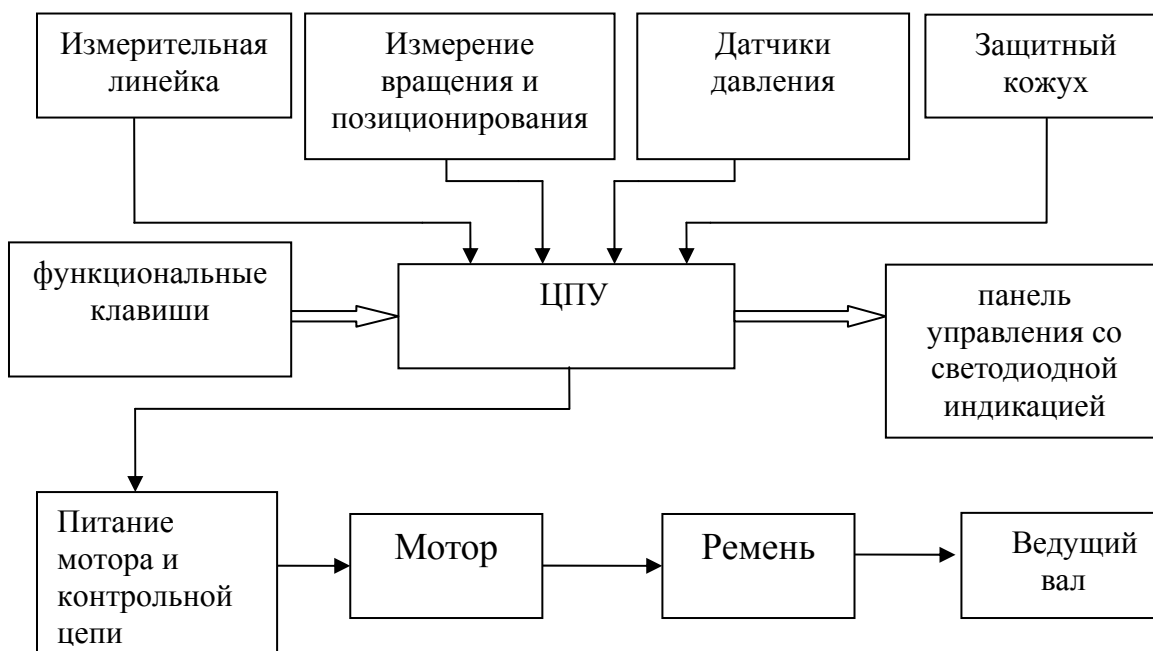 Измерительная
линейка
Измерение
вращения и
позиционирования
Датчики
давления
Защитный
кожух
функциональные
клавиши
ЦПУ
панель
управления со
светодиодной
индикацией
Питание
мотора и
контрольной
цепи
Мотор
Ремень
Ведущий
вал